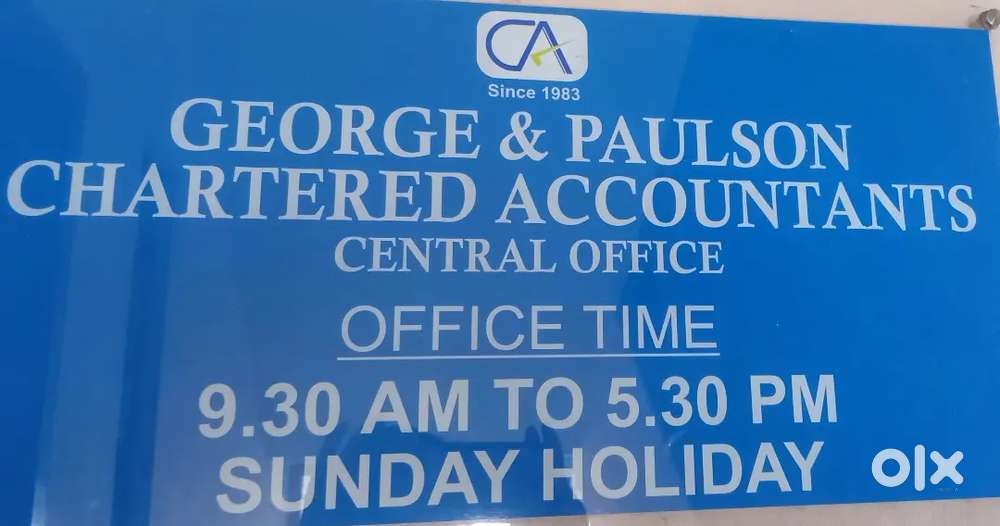 CA
Since 1983
GEORGE & PAULSON
CHARTERED ACCOUNTANTS
CENTRAL OFFICE
OFFICE TIME
9.30 AM TO 5.30 PM
SUNDAY HOLIDAY
olx